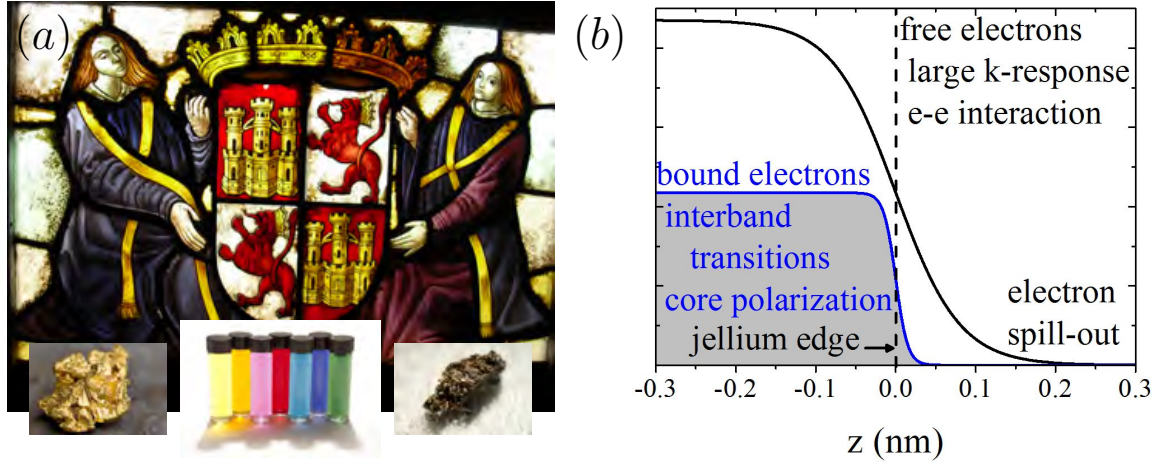 (a)
(b)
free electrons
large k-response
e-e interaction
bound electrons
interband
transitions
core polarization
jellium edge
electron
spill-out
-0.3
-0.2
-0.1
0.0
0.1
0.2
0.3
z (nm)